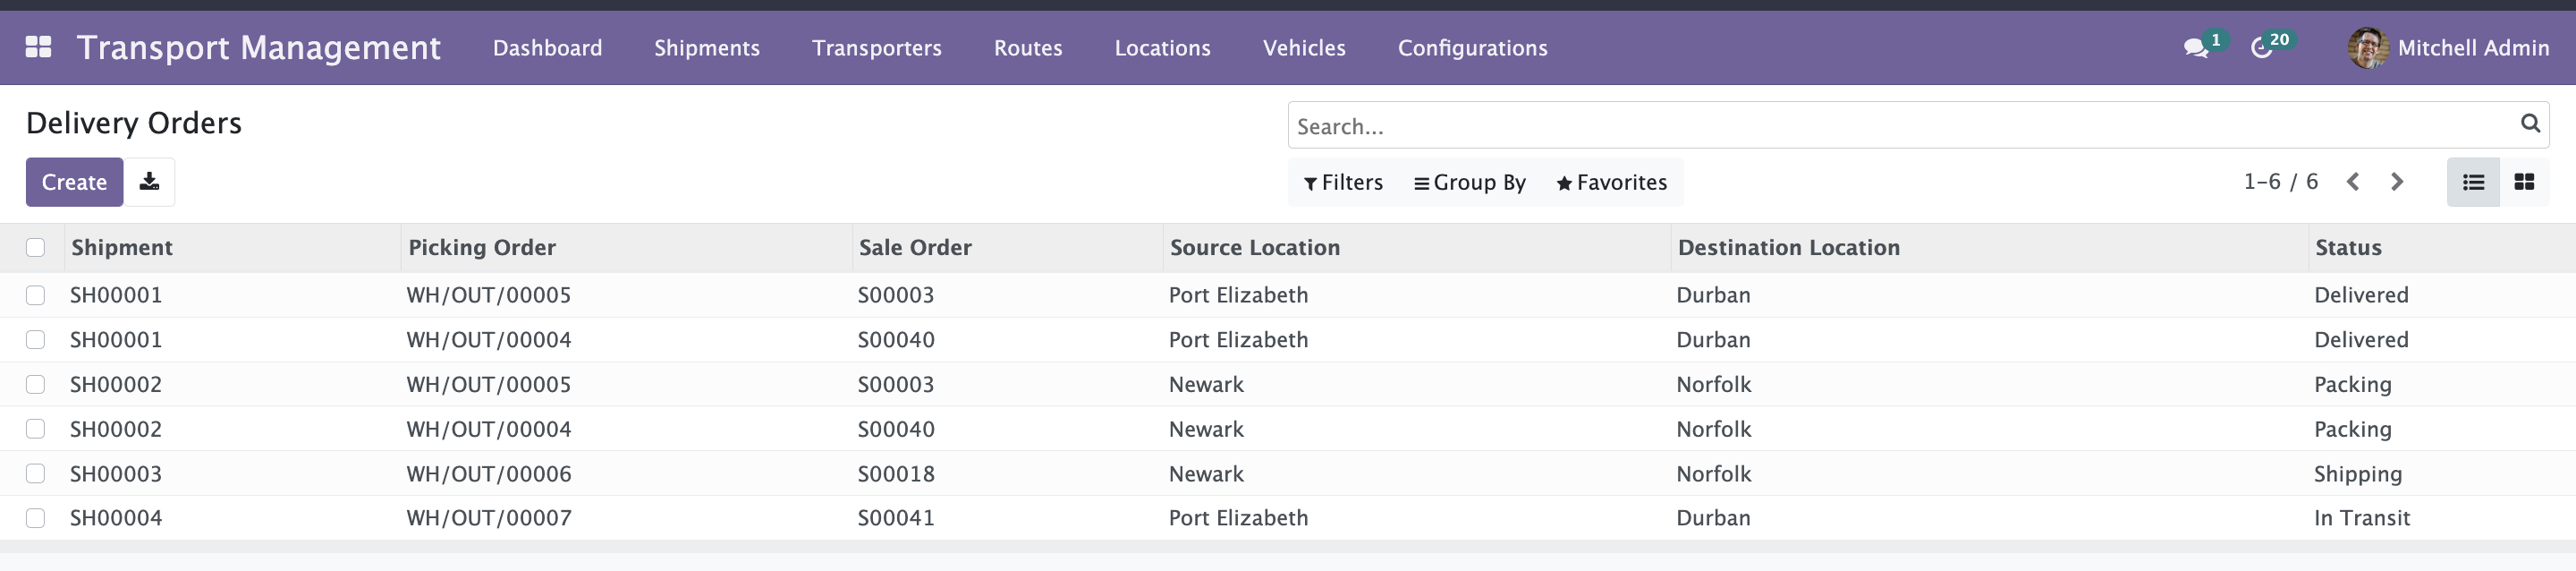 Transport Management Dashboard Shipments Transporters Routes Locations Vehicles Configurations 1 20 Mitchell Admin
Delivery Orders
Search...
Create Filters Group By Favorites 1-6 / 6
Shipment Picking Order Sale Order Source Location Destination Location Status
SH00001 WH/OUT/00005 S00003 Port Elizabeth Durban Delivered
SH00001 WH/OUT/00004 S00040 Port Elizabeth Durban Delivered
SH00002 WH/OUT/00005 S00003 Newark Norfolk Packing
SH00002 WH/OUT/00004 S00040 Newark Norfolk Packing
SH00003 WH/OUT/00006 S00018 Newark Norfolk Shipping
SH00004 WH/OUT/00007 S00041 Port Elizabeth Durban In Transit